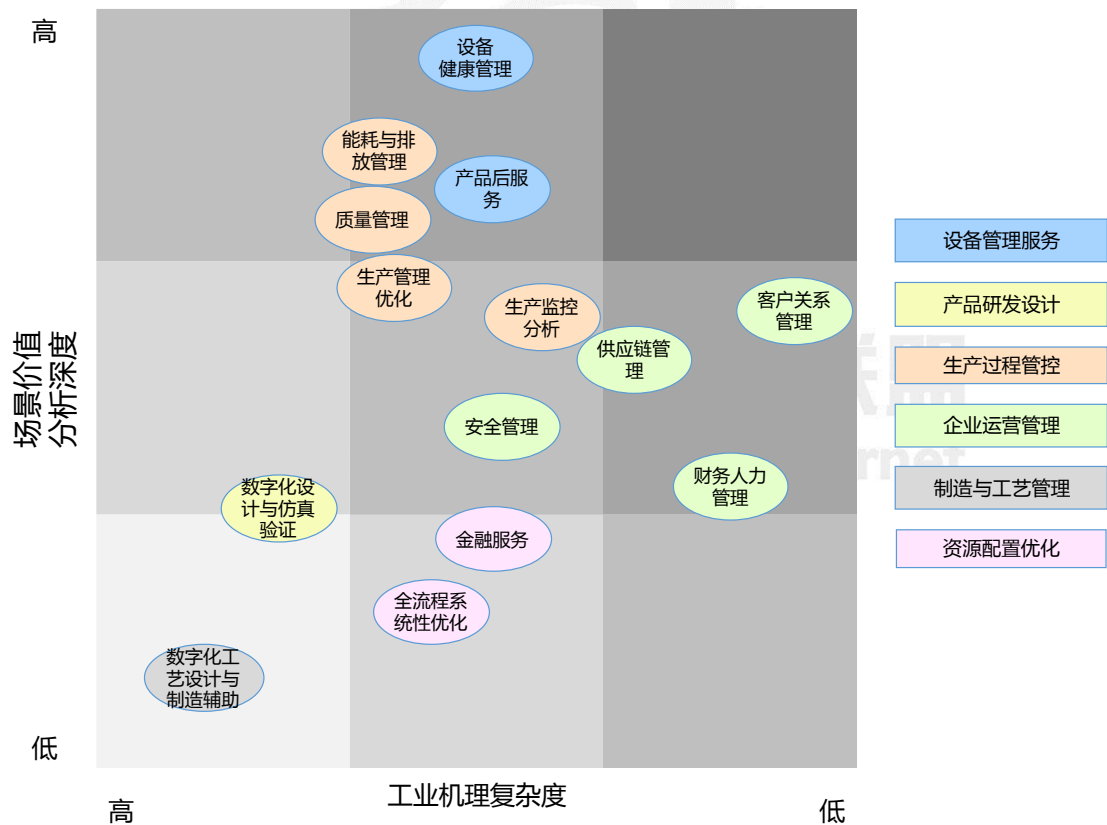 高
设备
健康管理
能耗与排
放管理
产品后服
务
质量管理
生产管理
优化
生产监控
分析
客户关系
管理
供应链管
理
安全管理
财务人力
管理
数字化设
计与仿真
验证
金融服务
全流程系
统性优化
数字化工
艺设计与
制造辅助
场景价值
分析深度
低
高
工业机理复杂度
低
设备管理服务
产品研发设计
生产过程管控
企业运营管理
制造与工艺管理
资源配置优化
联盟
rnet